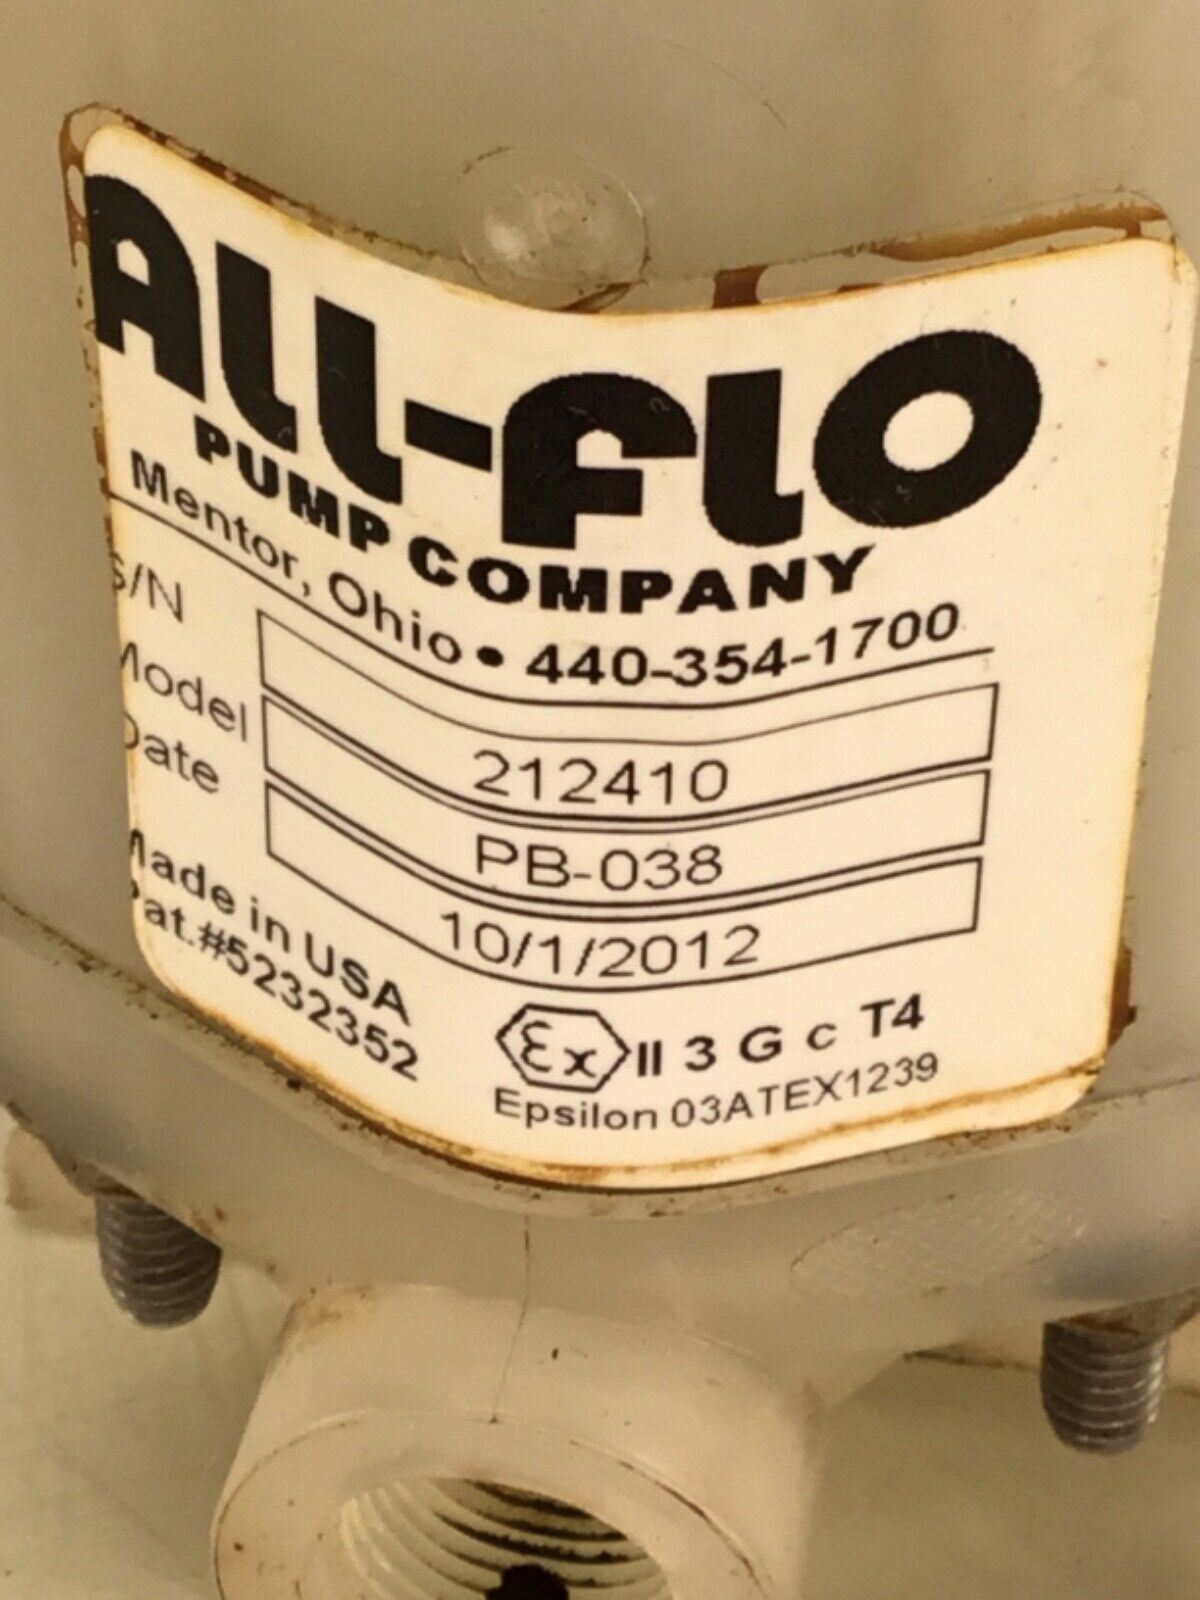 ALL-FLO
PUMP COMPANY
Mentor, Ohio • 440-354-1700
S/N 212410
Model PB-038
Date 10/1/2012
Made in USA
Pat.#5232352
Ex II 3 G c T4
Epsilon 03ATEX1239